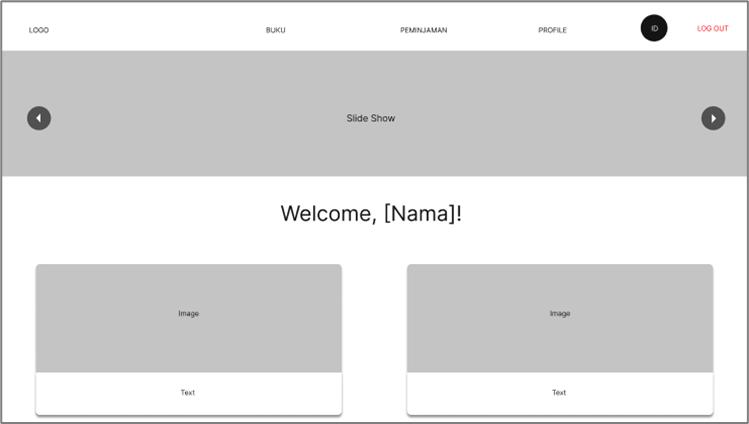 LOGO
BUKU
PEMINJAMAN
PROFILE
ID
LOG OUT
Slide Show
Welcome, [Nama]!
Image
Image
Text
Text